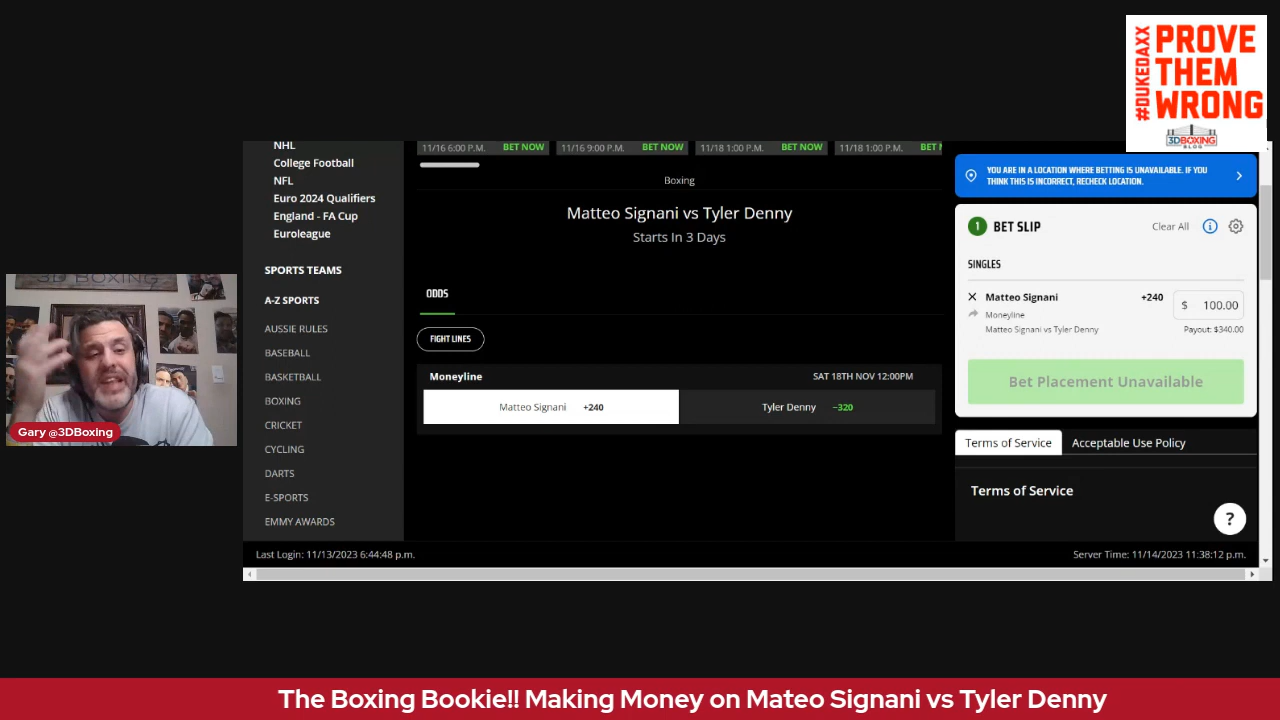 #DUKEDAXX
PROVE
THEM
WRONG
3DBOXING
BLOG
NHL
College Football
NFL
Euro 2024 Qualifiers
England - FA Cup
Euroleague
SPORTS TEAMS
A-Z SPORTS
AUSSIE RULES
BASEBALL
BASKETBALL
BOXING
CRICKET
CYCLING
DARTS
E-SPORTS
EMMY AWARDS
11/16 6:00 P.M. BET NOW 11/16 9:00 P.M. BET NOW 11/18 1:00 P.M. BET NOW 11/18 1:00 P.M. BET N
Boxing
Matteo Signani vs Tyler Denny
Starts In 3 Days
ODDS
FIGHT LINES
Moneyline SAT 18TH NOV 12:00PM
Matteo Signani +240 Tyler Denny −320
YOU ARE IN A LOCATION WHERE BETTING IS UNAVAILABLE. IF YOU
THINK THIS IS INCORRECT, RECHECK LOCATION.
1 BET SLIP Clear All
SINGLES
Matteo Signani +240 $ 100.00
Moneyline
Matteo Signani vs Tyler Denny Payout: $340.00
Bet Placement Unavailable
Terms of Service Acceptable Use Policy
Terms of Service
?
Last Login: 11/13/2023 6:44:48 p.m. Server Time: 11/14/2023 11:38:12 p.m.
3D BOXING
Gary @3DBoxing
The Boxing Bookie!! Making Money on Mateo Signani vs Tyler Denny